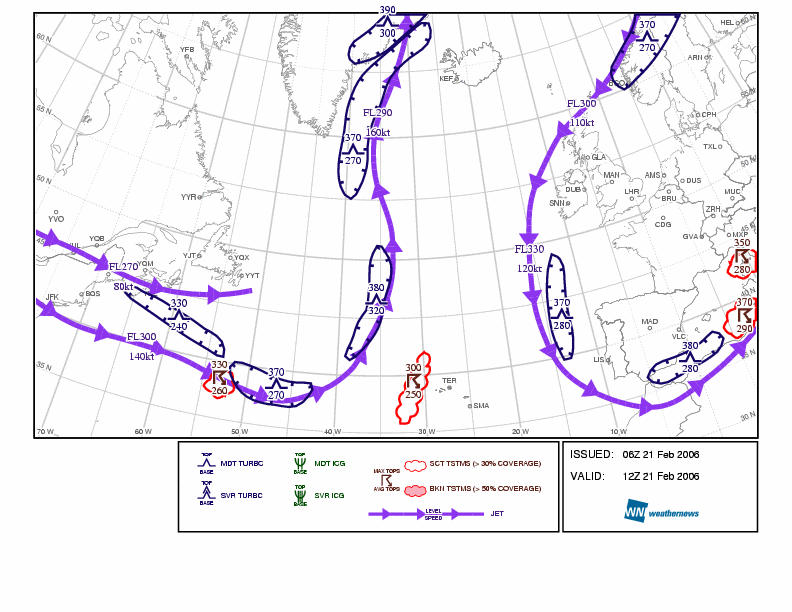 390
300
370
270
HEL
60 N
60 N
YFB
KEF
ARN
55 N
FL300
110kt
FL290
160kt
55 N
CPH
370
270
TXL
GLA
MAN
AMS
DUS
DUB
LHR
BRU
MUC
SNN
50 N
YYR
ZRH
YVO
CDG
45 N
YQB
GVA
MXP
YUL
YJT
YQX
FL330
350
280
FL270
YQM
YYT
120kt
80kt
380
320
40 N
JFK
BOS
330
240
370
280
370
290
MAD
VLC
FL300
140kt
380
280
LIS
35 N
35 N
330
260
370
270
300
250
TER
SMA
30 N
70 W
60 W
50 W
40 W
30 W
20 W
10 W
TOP
BASE
MDT TURBC
TOP
BASE
MDT ICG
MAX TOPS
AVG TOPS
SCT TSTMS (> 30% COVERAGE)
TOP
BASE
SVR TURBC
TOP
BASE
SVR ICG
BKN TSTMS (> 50% COVERAGE)
LEVEL
SPEED
JET
ISSUED: 06Z 21 Feb 2006
VALID: 12Z 21 Feb 2006
WN weathernews